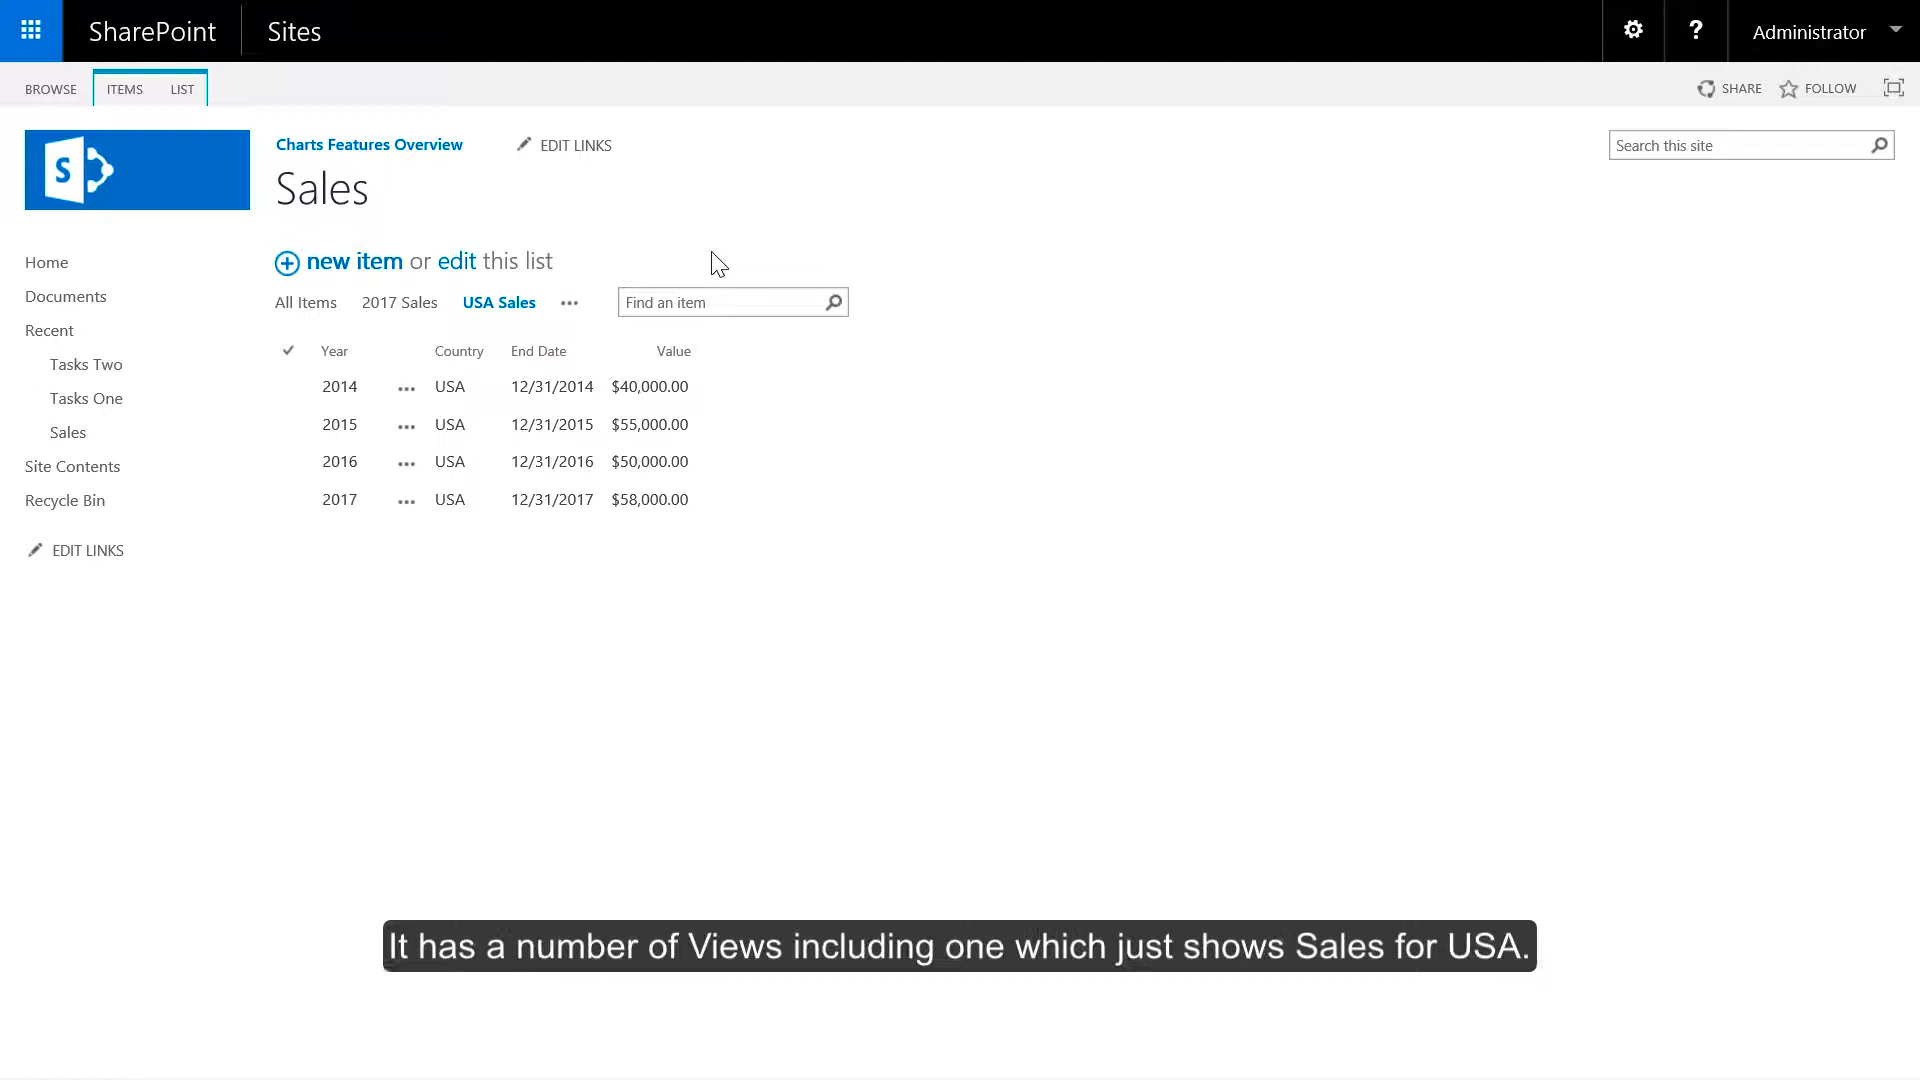 SharePoint Sites ? Administrator
BROWSE ITEMS LIST SHARE FOLLOW
S
Charts Features Overview EDIT LINKS Search this site
Sales
Home
Documents
Recent
Tasks Two
Tasks One
Sales
Site Contents
Recycle Bin
EDIT LINKS
new item or edit this list
All Items 2017 Sales USA Sales ••• Find an item
Year Country End Date Value
2014 ••• USA 12/31/2014 $40,000.00
2015 ••• USA 12/31/2015 $55,000.00
2016 ••• USA 12/31/2016 $50,000.00
2017 ••• USA 12/31/2017 $58,000.00
It has a number of Views including one which just shows Sales for USA.